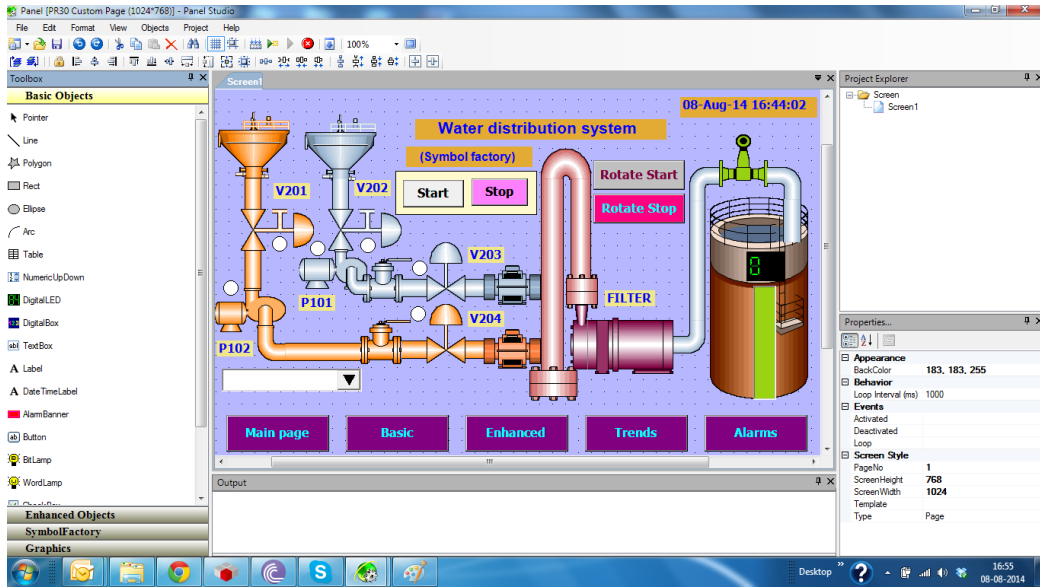 Panel [PR30 Custom Page (1024*768)] - Panel Studio
File Edit Format View Objects Project Help
100%
Toolbox
Basic Objects
Pointer
Line
Polygon
Rect
Ellipse
Arc
Table
NumericUpDown
DigitalLED
DigitalBox
TextBox
Label
DateTimeLabel
AlarmBanner
Button
BitLamp
WordLamp
Enhanced Objects
SymbolFactory
Graphics
Screen1
08-Aug-14 16:44:02
Water distribution system
(Symbol factory)
Start
Stop
Rotate Start
Rotate Stop
V201
V202
V203
P101
FILTER
V204
P102
0
Main page
Basic
Enhanced
Trends
Alarms
Output
Project Explorer
Screen
Screen1
Properties...
Appearance
BackColor 183, 183, 255
Behavior
Loop Interval (ms) 1000
Events
Activated
Deactivated
Loop
Screen Style
PageNo 1
ScreenHeight 768
ScreenWidth 1024
Template
Type Page
Desktop
16:55
08-08-2014